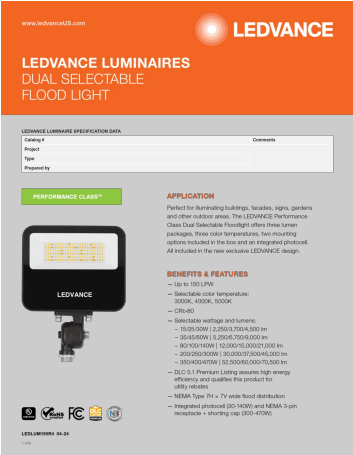 www.ledvanceUS.com
LEDVANCE
LEDVANCE LUMINAIRES
DUAL SELECTABLE
FLOOD LIGHT
LEDVANCE LUMINAIRE SPECIFICATION DATA
Catalog #
Comments
Project
Type
Prepared by
PERFORMANCE CLASS™
LEDVANCE
APPLICATION
Perfect for illuminating buildings, facades, signs, gardens
and other outdoor areas. The LEDVANCE Performance
Class Dual Selectable Floodlight offers three lumen
packages, three color temperatures, two mounting
options included in the box and an integrated photocell.
All included in the new exclusive LEDVANCE design.
BENEFITS & FEATURES
— Up to 150 LPW
— Selectable color temperature:
3000K, 4000K, 5000K
— CRI>80
— Selectable wattage and lumens:
– 15/25/30W | 2,250/3,700/4,500 lm
– 35/45/60W | 5,250/6,750/9,000 lm
– 80/100/140W | 12,000/15,000/21,000 lm
– 200/250/300W | 30,000/37,500/45,000 lm
– 350/400/470W | 52,500/60,000/70,500 lm
— DLC 5.1 Premium Listing assures high energy
efficiency and qualifies this product for
utility rebates
— NEMA Type 7H × 7V wide flood distribution
— Integrated photocell (30-140W) and NEMA 3-pin
receptacle + shorting cap (300-470W)
RoHS
FC
LEDLUM199R4 04-24
1 of 6